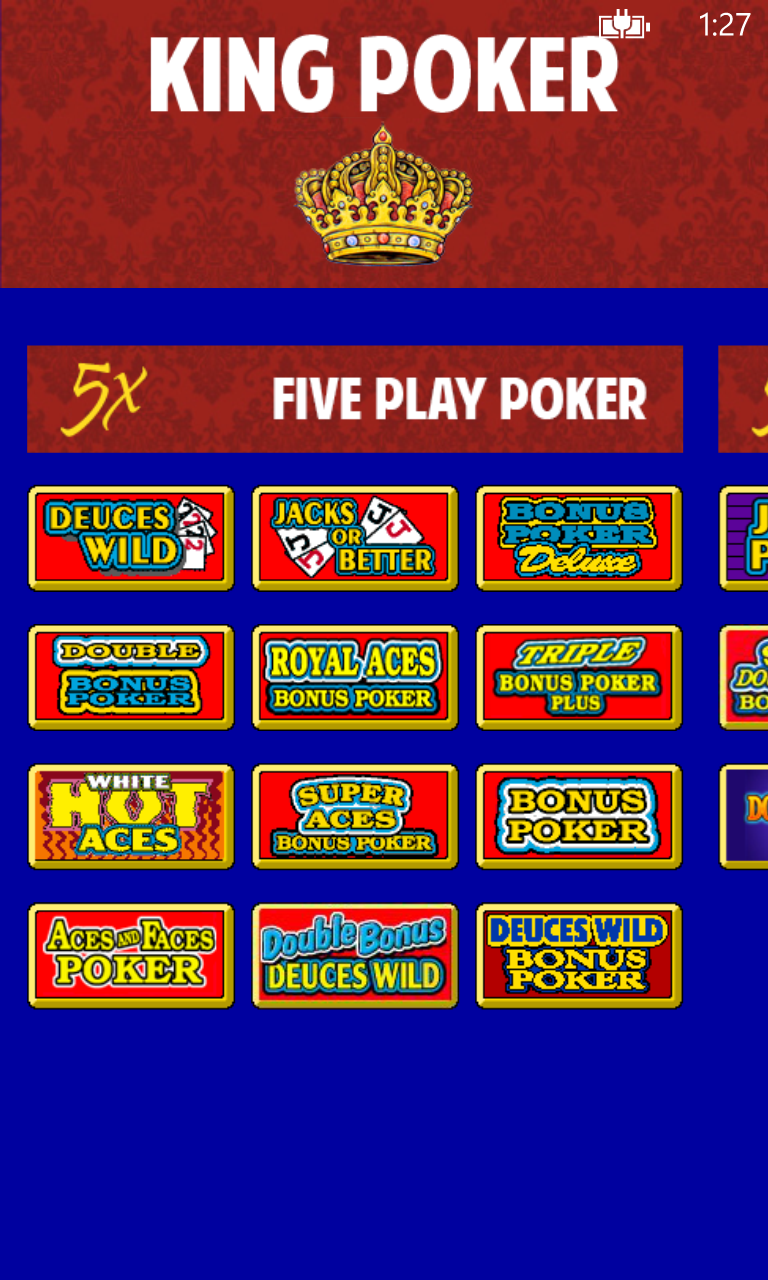 1:27
KING POKER
5X
FIVE PLAY POKER
DEUCES
WILD
JACKS
OR
BETTER
BONUS
POKER
Deluxe
DOUBLE
BONUS
POKER
ROYAL ACES
BONUS POKER
TRIPLE
BONUS POKER
PLUS
WHITE
HOT
ACES
SUPER
ACES
BONUS POKER
BONUS
POKER
ACES AND FACES
POKER
Double Bonus
DEUCES WILD
DEUCES WILD
BONUS
POKER